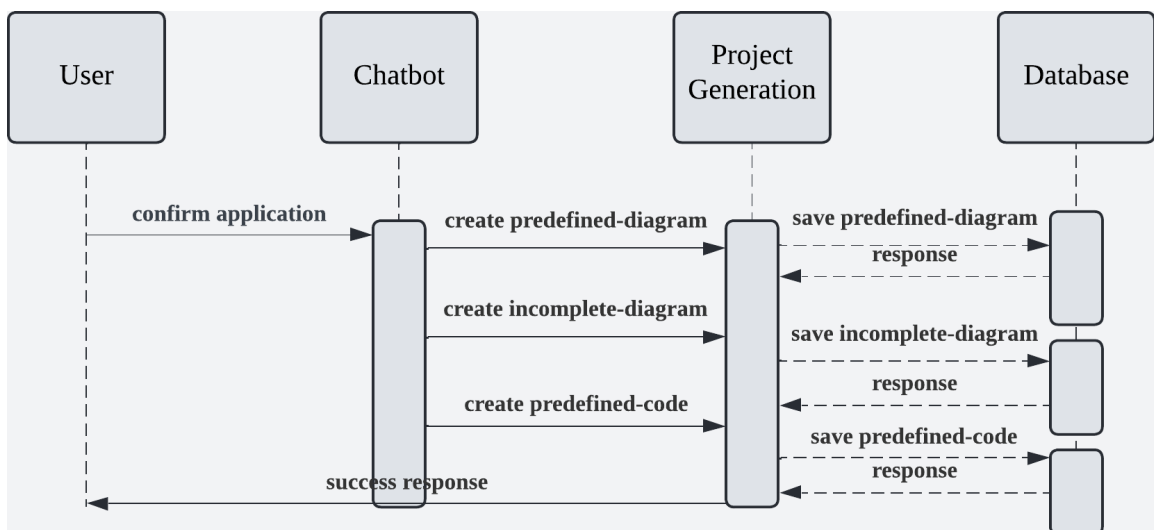 User
Chatbot
Project
Generation
Database
confirm application
create predefined-diagram
save predefined-diagram
response
create incomplete-diagram
save incomplete-diagram
response
create predefined-code
save predefined-code
response
success response